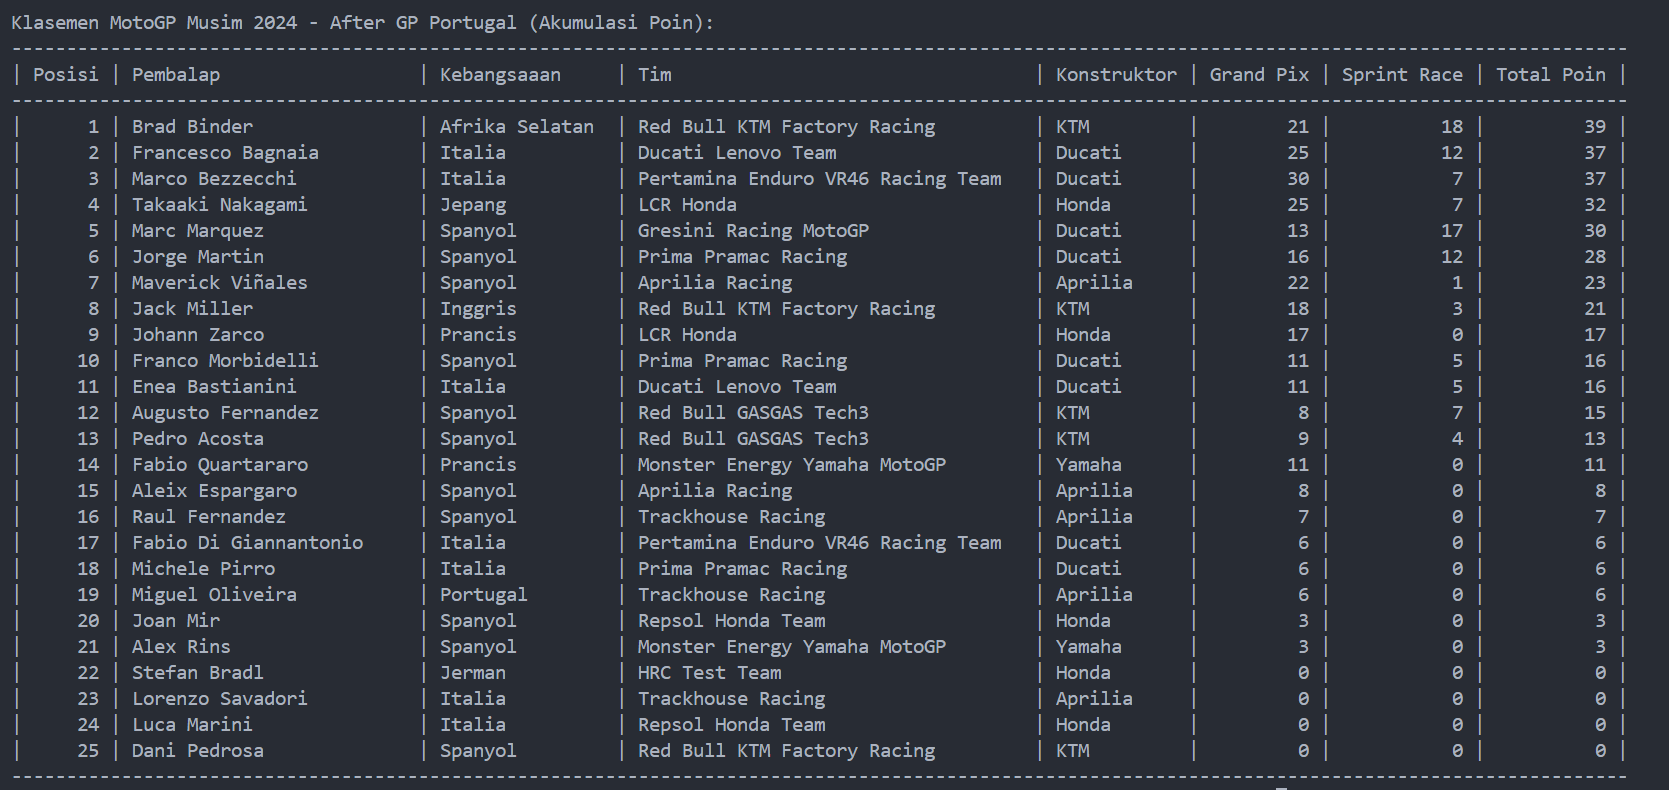 Klasemen MotoGP Musim 2024 - After GP Portugal (Akumulasi Poin):
| Posisi | Pembalap | Kebangsaaan | Tim | Konstruktor | Grand Pix | Sprint Race | Total Poin |
| 1 | Brad Binder | Afrika Selatan | Red Bull KTM Factory Racing | KTM | 21 | 18 | 39 |
| 2 | Francesco Bagnaia | Italia | Ducati Lenovo Team | Ducati | 25 | 12 | 37 |
| 3 | Marco Bezzecchi | Italia | Pertamina Enduro VR46 Racing Team | Ducati | 30 | 7 | 37 |
| 4 | Takaaki Nakagami | Jepang | LCR Honda | Honda | 25 | 7 | 32 |
| 5 | Marc Marquez | Spanyol | Gresini Racing MotoGP | Ducati | 13 | 17 | 30 |
| 6 | Jorge Martin | Spanyol | Prima Pramac Racing | Ducati | 16 | 12 | 28 |
| 7 | Maverick Viñales | Spanyol | Aprilia Racing | Aprilia | 22 | 1 | 23 |
| 8 | Jack Miller | Inggris | Red Bull KTM Factory Racing | KTM | 18 | 3 | 21 |
| 9 | Johann Zarco | Prancis | LCR Honda | Honda | 17 | 0 | 17 |
| 10 | Franco Morbidelli | Spanyol | Prima Pramac Racing | Ducati | 11 | 5 | 16 |
| 11 | Enea Bastianini | Italia | Ducati Lenovo Team | Ducati | 11 | 5 | 16 |
| 12 | Augusto Fernandez | Spanyol | Red Bull GASGAS Tech3 | KTM | 8 | 7 | 15 |
| 13 | Pedro Acosta | Spanyol | Red Bull GASGAS Tech3 | KTM | 9 | 4 | 13 |
| 14 | Fabio Quartararo | Prancis | Monster Energy Yamaha MotoGP | Yamaha | 11 | 0 | 11 |
| 15 | Aleix Espargaro | Spanyol | Aprilia Racing | Aprilia | 8 | 0 | 8 |
| 16 | Raul Fernandez | Spanyol | Trackhouse Racing | Aprilia | 7 | 0 | 7 |
| 17 | Fabio Di Giannantonio | Italia | Pertamina Enduro VR46 Racing Team | Ducati | 6 | 0 | 6 |
| 18 | Michele Pirro | Italia | Prima Pramac Racing | Ducati | 6 | 0 | 6 |
| 19 | Miguel Oliveira | Portugal | Trackhouse Racing | Aprilia | 6 | 0 | 6 |
| 20 | Joan Mir | Spanyol | Repsol Honda Team | Honda | 3 | 0 | 3 |
| 21 | Alex Rins | Spanyol | Monster Energy Yamaha MotoGP | Yamaha | 3 | 0 | 3 |
| 22 | Stefan Bradl | Jerman | HRC Test Team | Honda | 0 | 0 | 0 |
| 23 | Lorenzo Savadori | Italia | Trackhouse Racing | Aprilia | 0 | 0 | 0 |
| 24 | Luca Marini | Italia | Repsol Honda Team | Honda | 0 | 0 | 0 |
| 25 | Dani Pedrosa | Spanyol | Red Bull KTM Factory Racing | KTM | 0 | 0 | 0 |